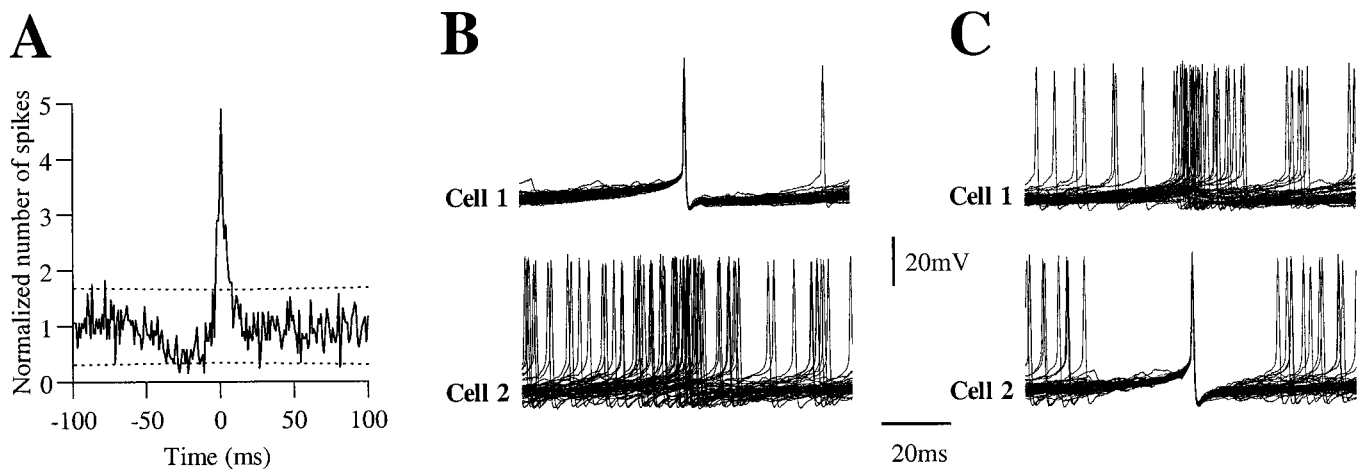 A
Normalized number of spikes
5
4
3
2
1
0
-100
-50
0
50
100
Time (ms)
B
Cell 1
Cell 2
C
Cell 1
20mV
Cell 2
20ms